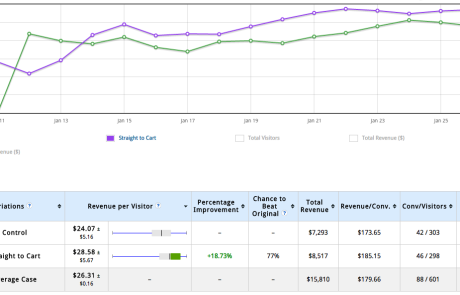 11 Jan 13 Jan 15 Jan 17 Jan 19 Jan 21 Jan 23 Jan 25
Straight to Cart Total Visitors Total Revenue ($)
venue ($)
riations ? Revenue per Visitor ? Percentage Improvement Chance to Beat Original ? Total Revenue Revenue/Conv. Conv/Visitors
Control $24.07 ± $5.16 – – $7,293 $173.65 42 / 303
aight to Cart $28.58 ± $5.67 +18.73% 77% $8,517 $185.15 46 / 298
erage Case $26.31 ± $0.16 – – – $15,810 $179.66 88 / 601